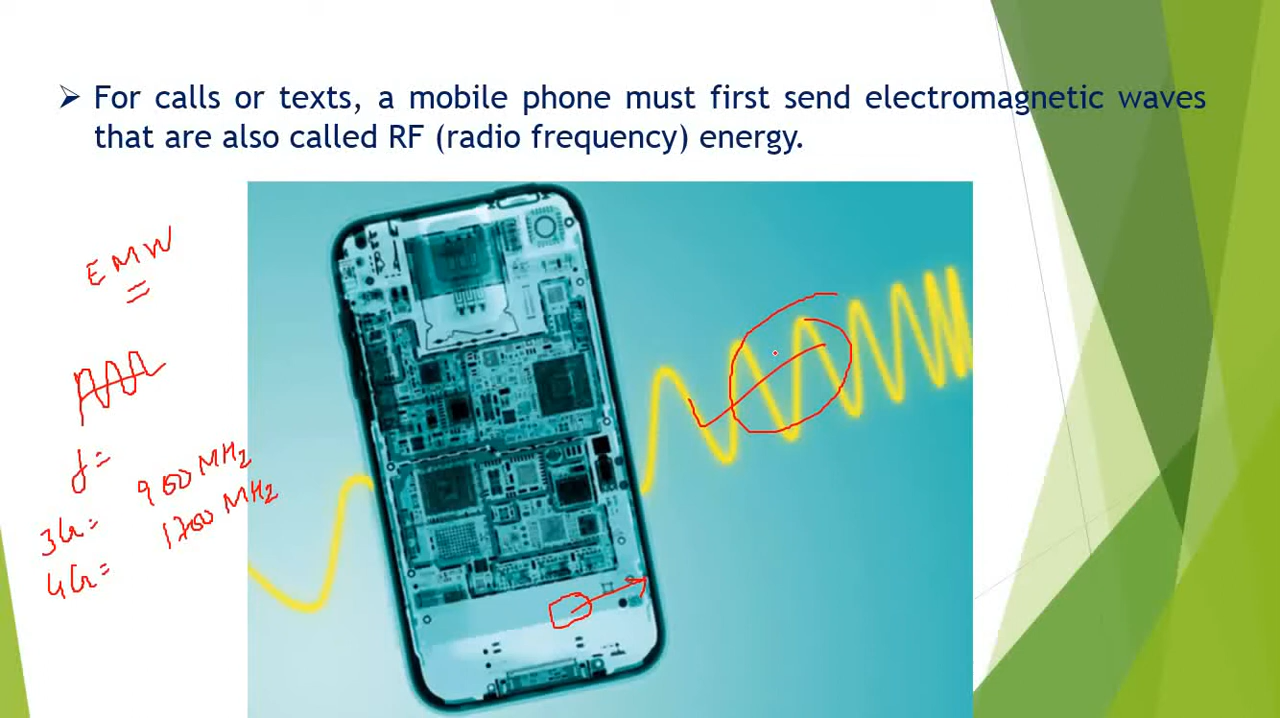 ➢ For calls or texts, a mobile phone must first send electromagnetic waves
that are also called RF (radio frequency) energy.
EMW
f=
900 MHz
3G=
1700 MHz
4G=